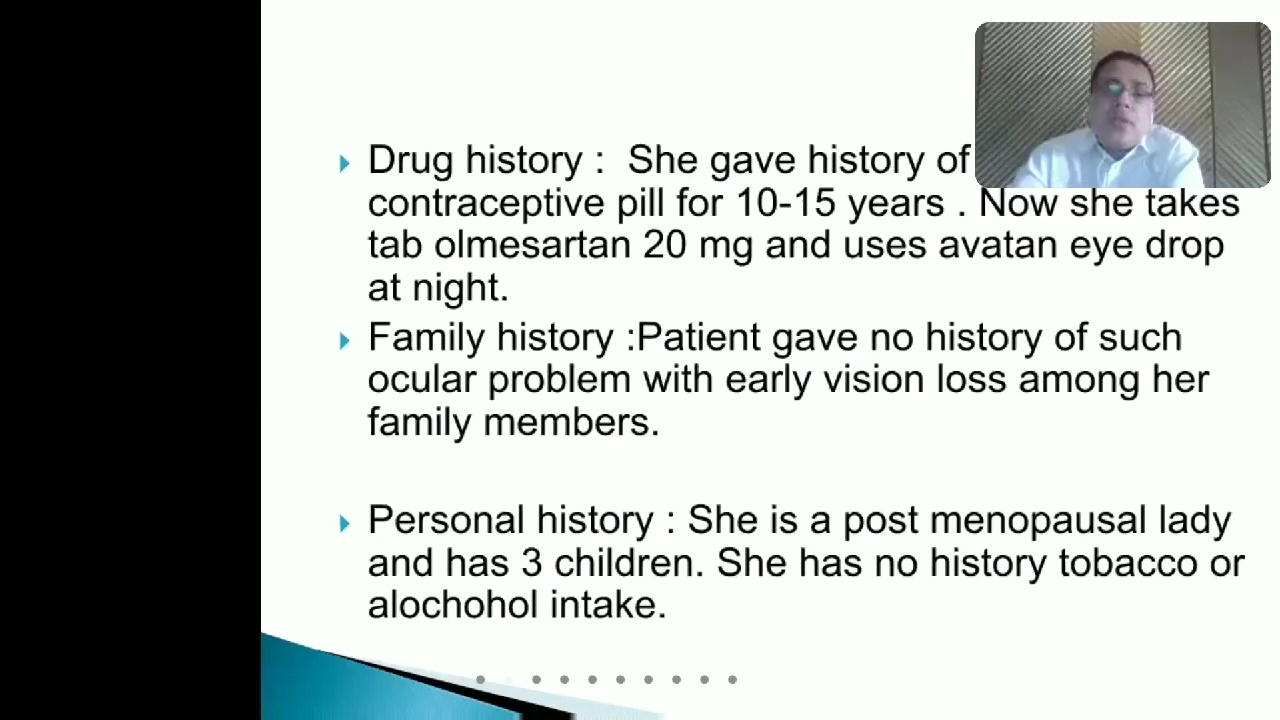 Drug history :  She gave history of
contraceptive pill for 10-15 years . Now she takes
tab olmesartan 20 mg and uses avatan eye drop
at night.
Family history :Patient gave no history of such
ocular problem with early vision loss among her
family members.
Personal history : She is a post menopausal lady
and has 3 children. She has no history tobacco or
alochohol intake.